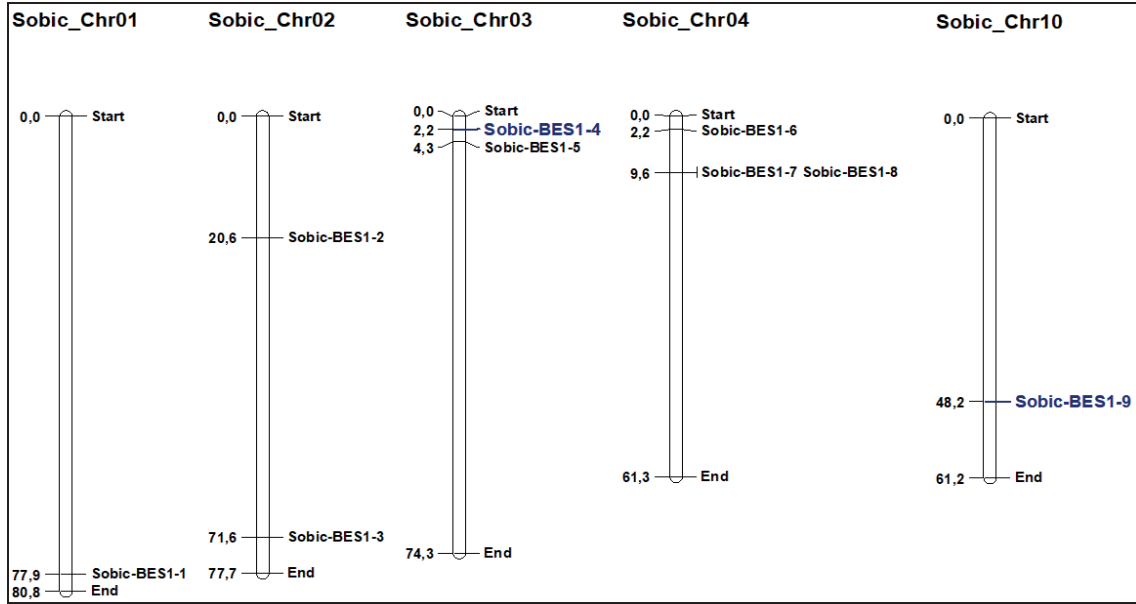 Sobic_Chr01
0,0 Start
77,9 Sobic-BES1-1
80,8 End
Sobic_Chr02
0,0 Start
20,6 Sobic-BES1-2
71,6 Sobic-BES1-3
77,7 End
Sobic_Chr03
0,0 Start
2,2 Sobic-BES1-4
4,3 Sobic-BES1-5
74,3 End
Sobic_Chr04
0,0 Start
2,2 Sobic-BES1-6
9,6 Sobic-BES1-7 Sobic-BES1-8
61,3 End
Sobic_Chr10
0,0 Start
48,2 Sobic-BES1-9
61,2 End